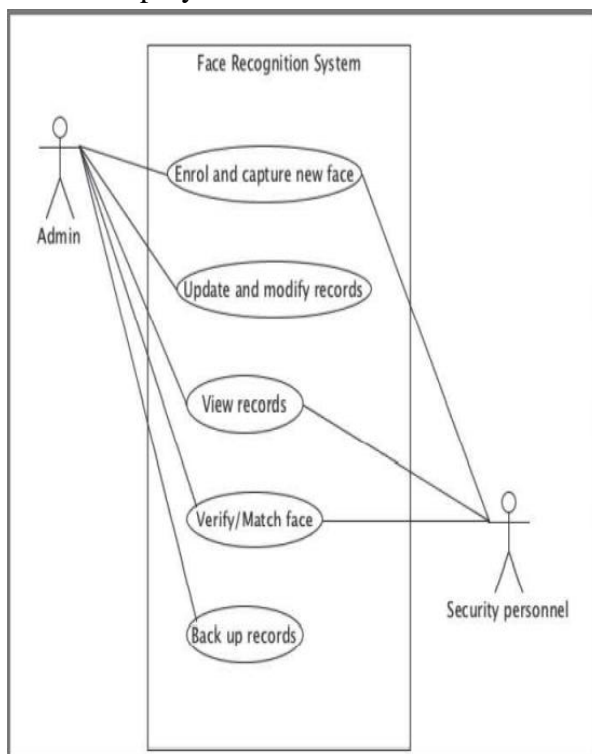 Face Recognition System
Enrol and capture new face
Admin
Update and modify records
View records
Verify/Match face
Security personnel
Back up records